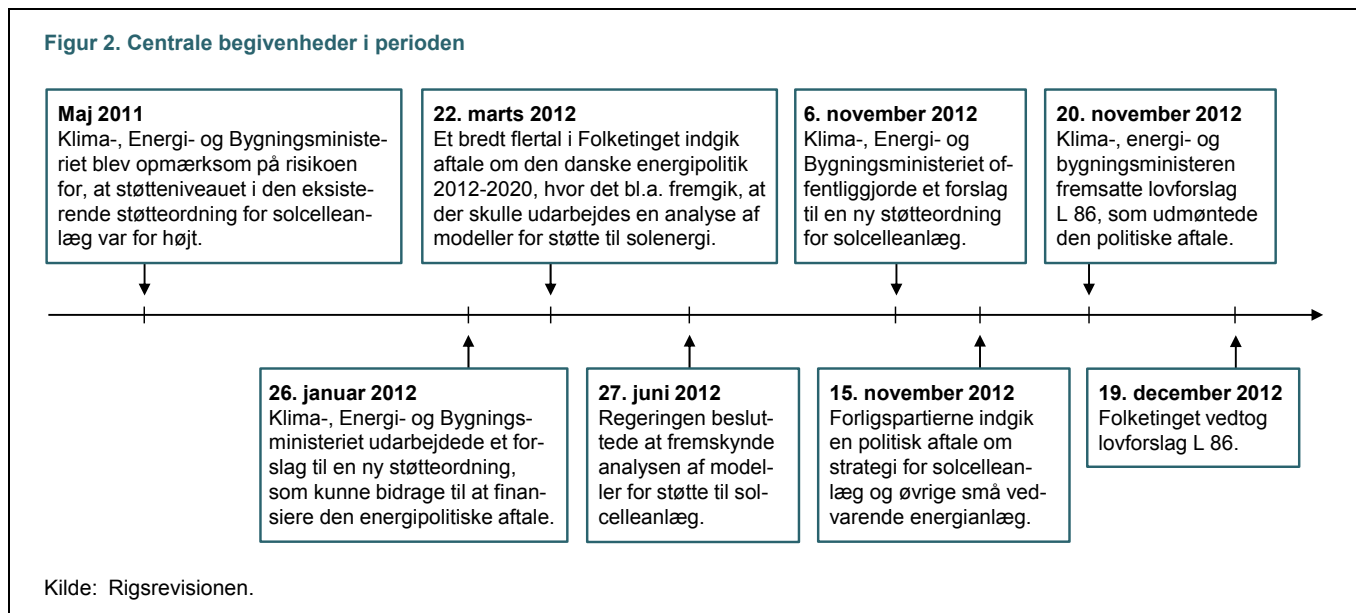 Figur 2. Centrale begivenheder i perioden
Maj 2011
Klima-, Energi- og Bygningsministe-
riet blev opmærksom på risikoen
for, at støtteniveauet i den eksiste-
rende støtteordning for solcellean-
læg var for højt.
22. marts 2012
Et bredt flertal i Folketinget indgik
aftale om den danske energipolitik
2012-2020, hvor det bl.a. fremgik, at
der skulle udarbejdes en analyse af
modeller for støtte til solenergi.
6. november 2012
Klima-, Energi- og
Bygningsministeriet of-
fentliggjorde et forslag
til en ny støtteordning
for solcelleanlæg.
20. november 2012
Klima-, energi- og
bygningsministeren
fremsatte lovforslag
L 86, som udmøntede
den politiske aftale.
26. januar 2012
Klima-, Energi- og Bygnings-
ministeriet udarbejdede et for-
slag til en ny støtteordning,
som kunne bidrage til at finan-
siere den energipolitiske aftale.
27. juni 2012
Regeringen beslut-
tede at fremskynde
analysen af model-
ler for støtte til sol-
celleanlæg.
15. november 2012
Forligspartierne indgik
en politisk aftale om
strategi for solcellean-
læg og øvrige små ved-
varende energianlæg.
19. december 2012
Folketinget vedtog
lovforslag L 86.
Kilde: Rigsrevisionen.